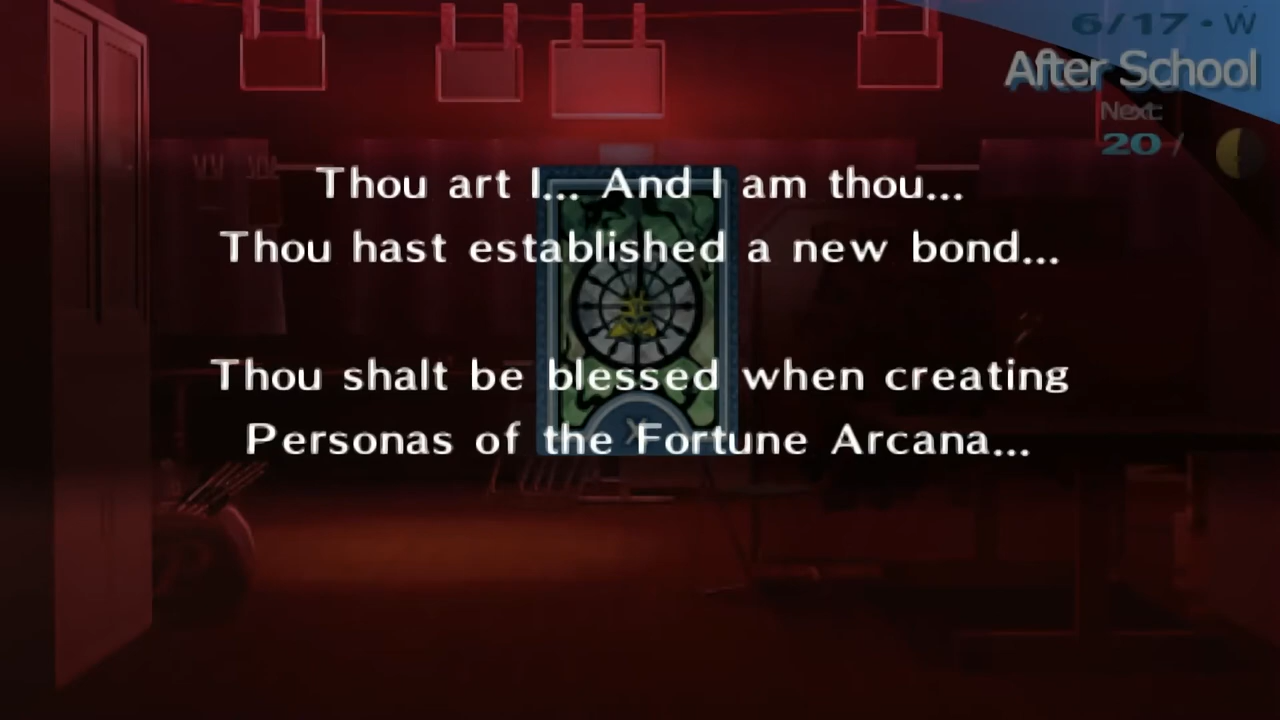 6/17 · W
After School
Next:
20 /
Thou art I... And I am thou...
Thou hast established a new bond...
Thou shalt be blessed when creating
Personas of the Fortune Arcana...
X